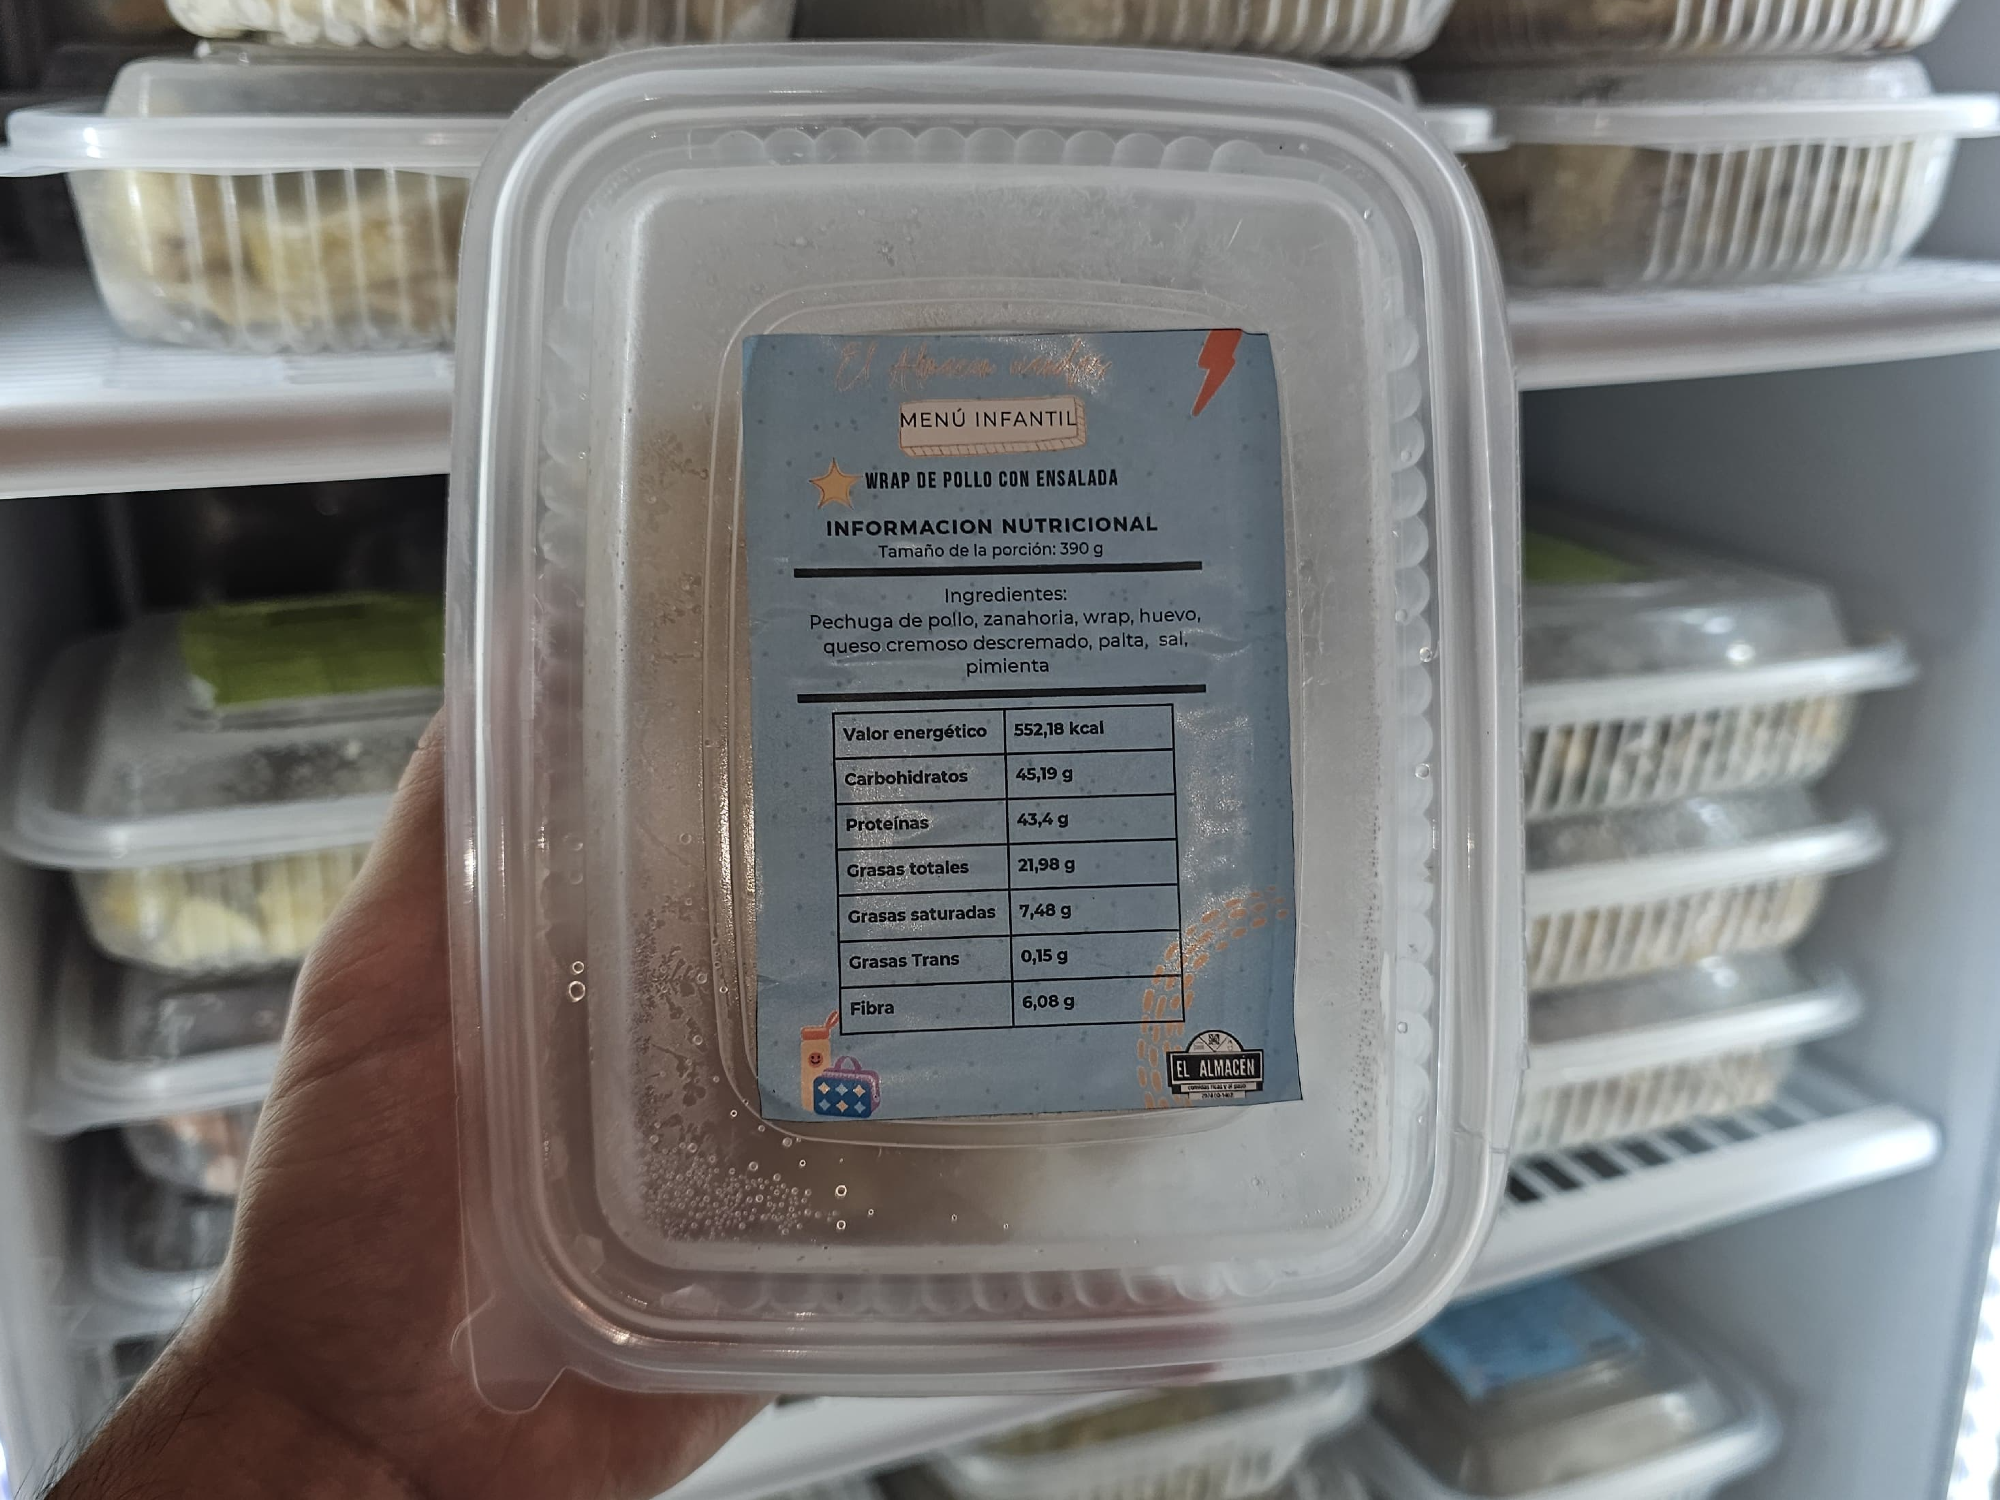 El Almacen
MENÚ INFANTIL
WRAP DE POLLO CON ENSALADA
INFORMACION NUTRICIONAL
Tamaño de la porción: 390 g
Ingredientes:
Pechuga de pollo, zanahoria, wrap, huevo,
queso cremoso descremado, palta, sal,
pimienta
Valor energético 552,18 kcal
Carbohidratos 45,19 g
Proteínas 43,4 g
Grasas totales 21,98 g
Grasas saturadas 7,48 g
Grasas Trans 0,15 g
Fibra 6,08 g
EL ALMACÉN